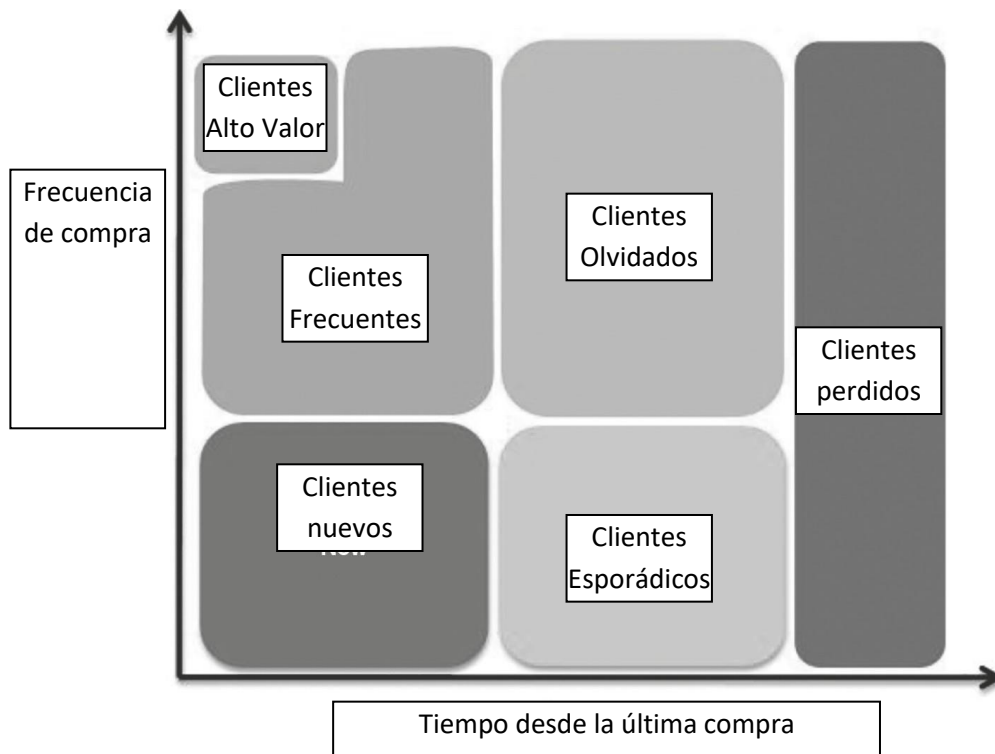 Clientes
Alto Valor
Frecuencia
de compra
Clientes
Frecuentes
Clientes
Olvidados
Clientes
perdidos
Clientes
nuevos
Clientes
Esporádicos
Tiempo desde la última compra